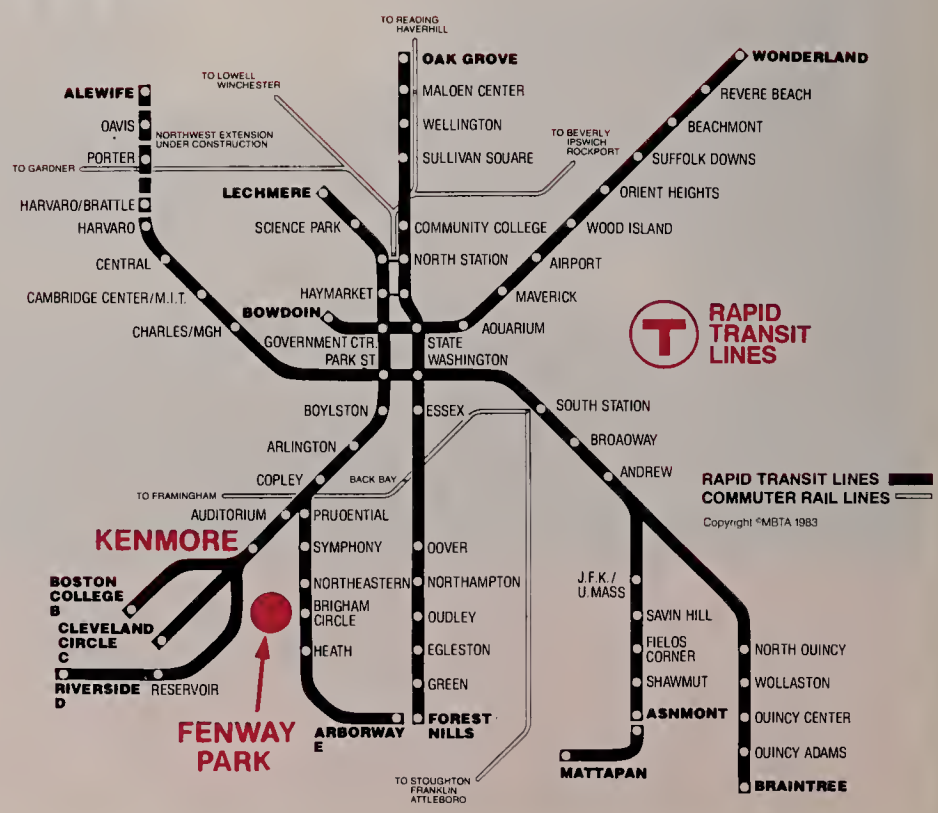 TO READING
HAVERHILL
OAK GROVE
MALOEN CENTER
WELLINGTON
SULLIVAN SQUARE
COMMUNITY COLLEGE
NORTH STATION
HAYMARKET
STATE
WASHINGTON
ESSEX
OOVER
NORTHAMPTON
OUDLEY
EGLESTON
GREEN
FOREST
NILLS
WONDERLAND
REVERE BEACH
BEACHMONT
SUFFOLK DOWNS
ORIENT HEIGHTS
WOOD ISLAND
AIRPORT
MAVERICK
AQUARIUM
GOVERNMENT CTR.
BOWDOIN
TO BEVERLY
IPSWICH
ROCKPORT
TO LOWELL
WINCHESTER
ALEWIFE
OAVIS
PORTER
NORTHWEST EXTENSION
UNDER CONSTRUCTION
TO GARDNER
HARVARO/BRATTLE
HARVARO
CENTRAL
CAMBRIDGE CENTER/M.I.T.
CHARLES/MGH
PARK ST
SOUTH STATION
BROAOWAY
ANDREW
J.F.K./
U.MASS
SAVIN HILL
FIELOS
CORNER
SHAWMUT
ASNMONT
MATTAPAN
NORTH QUINCY
WOLLASTON
OUINCY CENTER
OUINCY ADAMS
BRAINTREE
LECHMERE
SCIENCE PARK
BOYLSTON
ARLINGTON
COPLEY
BACK BAY
TO FRAMINGHAM
AUDITORIUM
PRUOENTIAL
SYMPHONY
NORTHEASTERN
BRIGHAM
CIRCLE
HEATH
ARBORWAY
E
KENMORE
BOSTON
COLLEGE
B
CLEVELAND
CIRCLE
C
RIVERSIDE
D
RESERVOIR
FENWAY
PARK
TO STOUGHTON
FRANKLIN
ATTLEBORO
T
RAPID
TRANSIT
LINES
RAPID TRANSIT LINES
COMMUTER RAIL LINES
Copyright ©MBTA 1983